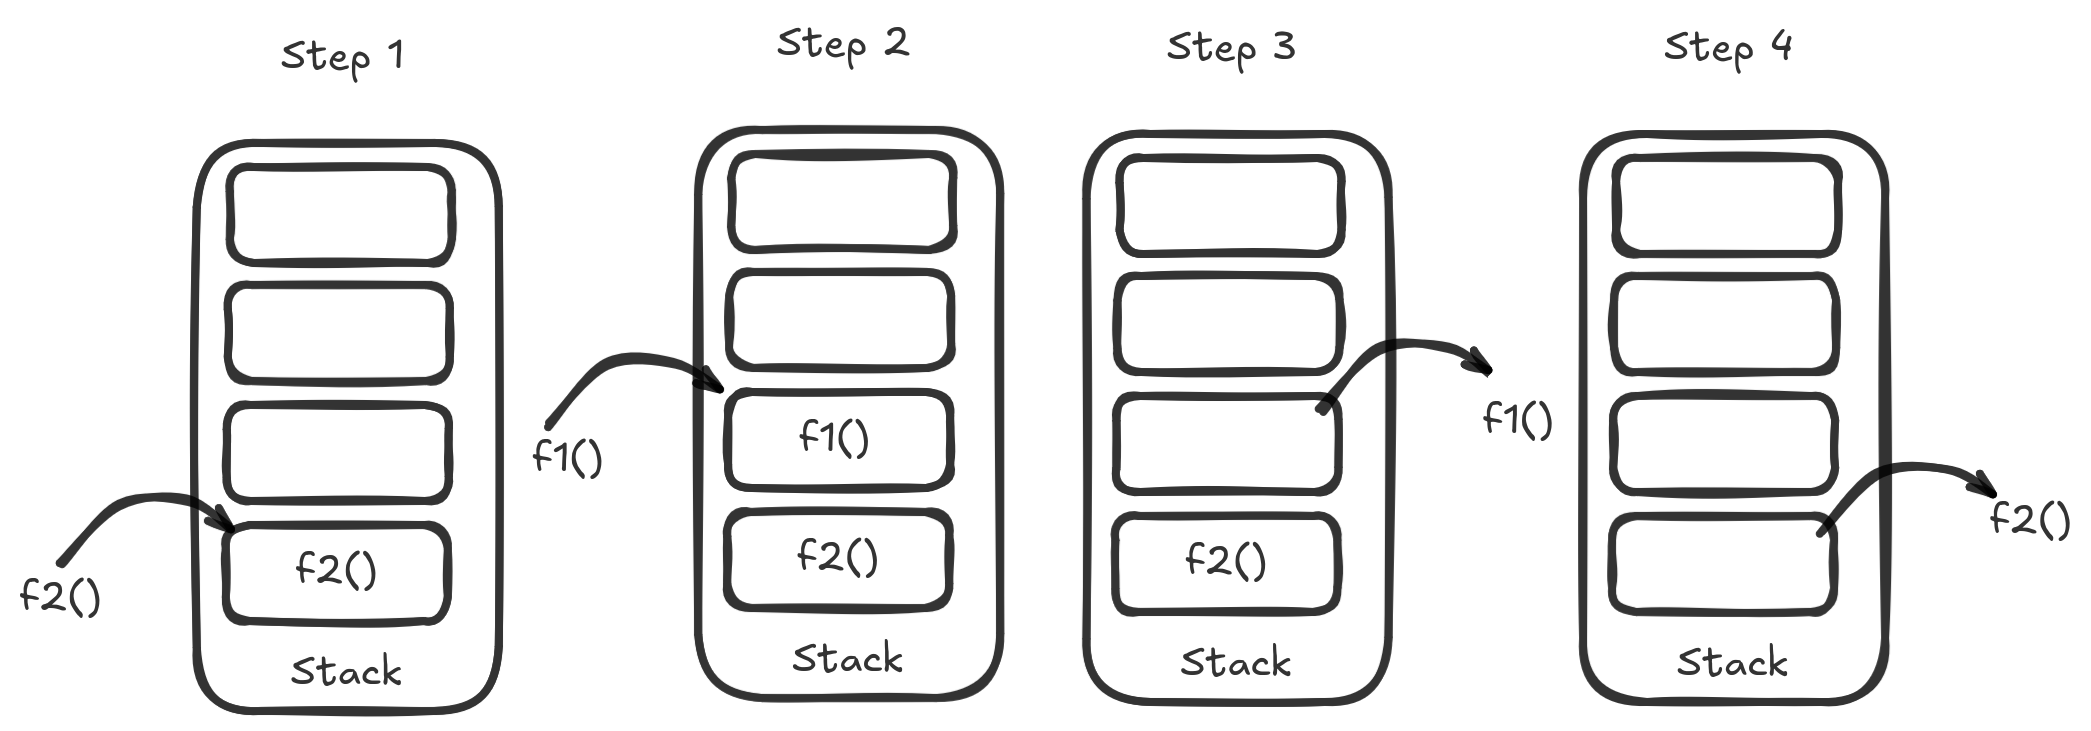 Step 1
f2()
f2()
Stack
Step 2
f1()
f1()
f2()
Stack
Step 3
f1()
f2()
Stack
Step 4
f2()
Stack